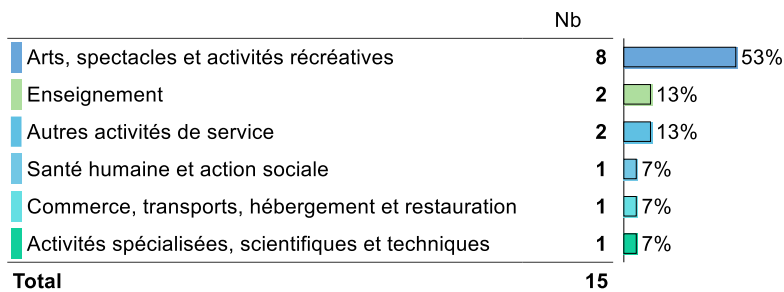 Nb
Arts, spectacles et activités récréatives 8 53%
Enseignement 2 13%
Autres activités de service 2 13%
Santé humaine et action sociale 1 7%
Commerce, transports, hébergement et restauration 1 7%
Activités spécialisées, scientifiques et techniques 1 7%
Total 15